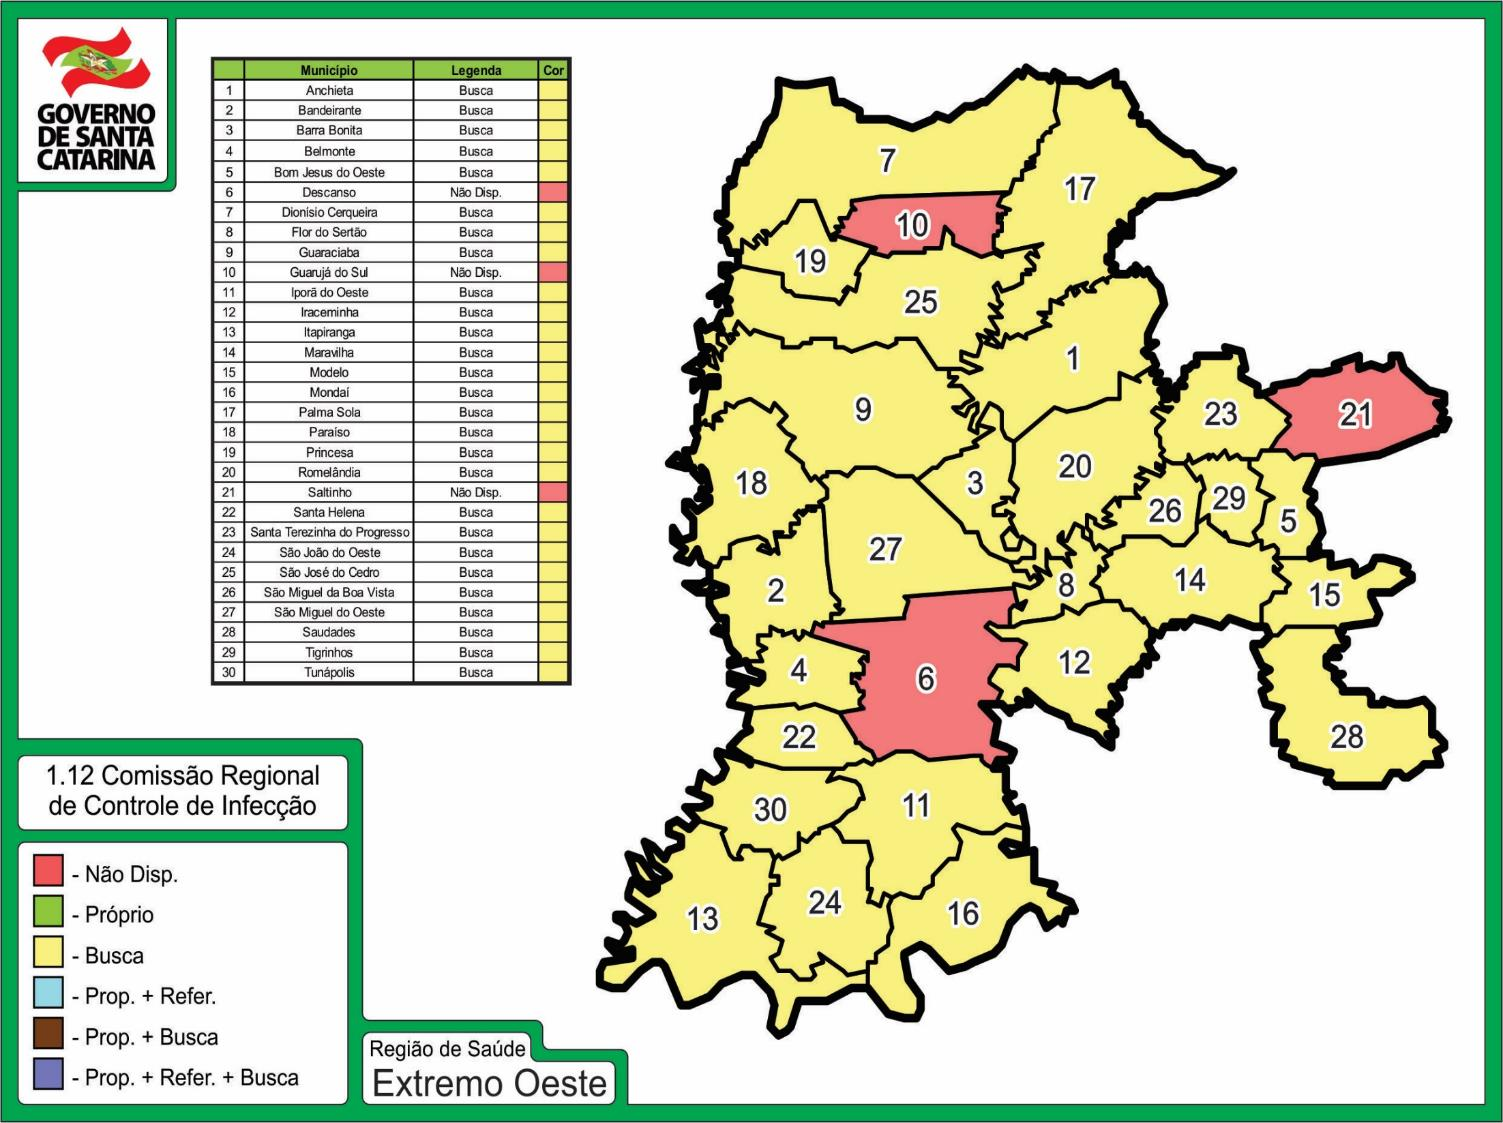 GOVERNO
DE SANTA
CATARINA
Município Legenda Cor
1 Anchieta Busca
2 Bandeirante Busca
3 Barra Bonita Busca
4 Belmonte Busca
5 Bom Jesus do Oeste Busca
6 Descanso Não Disp.
7 Dionísio Cerqueira Busca
8 Flor do Sertão Busca
9 Guaraciaba Busca
10 Guarujá do Sul Não Disp.
11 Iporã do Oeste Busca
12 Iraceminha Busca
13 Itapiranga Busca
14 Maravilha Busca
15 Modelo Busca
16 Mondaí Busca
17 Palma Sola Busca
18 Paraíso Busca
19 Princesa Busca
20 Romelândia Busca
21 Saltinho Não Disp.
22 Santa Helena Busca
23 Santa Terezinha do Progresso Busca
24 São João do Oeste Busca
25 São José do Cedro Busca
26 São Miguel da Boa Vista Busca
27 São Miguel do Oeste Busca
28 Saudades Busca
29 Tigrinhos Busca
30 Tunápolis Busca
7
17
10
19
25
1
9
23
21
18
3
20
26
29
5
27
2
8
14
15
4
6
12
22
28
30
11
13
24
16
1.12 Comissão Regional
de Controle de Infecção
- Não Disp.
- Próprio
- Busca
- Prop. + Refer.
- Prop. + Busca
- Prop. + Refer. + Busca
Região de Saúde
Extremo Oeste